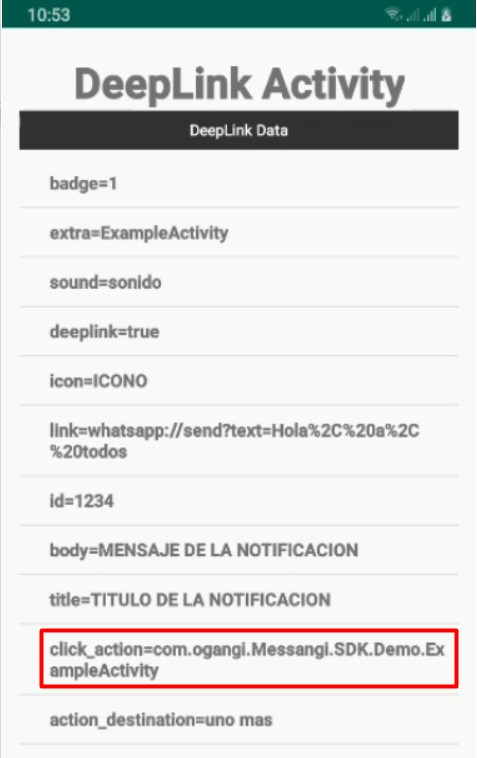 10:53
DeepLink Activity
DeepLink Data
badge=1
extra=ExampleActivity
sound=sonido
deeplink=true
icon=ICONO
link=whatsapp://send?text=Hola%2C%20a%2C
%20todos
id=1234
body=MENSAJE DE LA NOTIFICACION
title=TITULO DE LA NOTIFICACION
click_action=com.ogangi.Messangi.SDK.Demo.Ex
ampleActivity
action_destination=uno mas